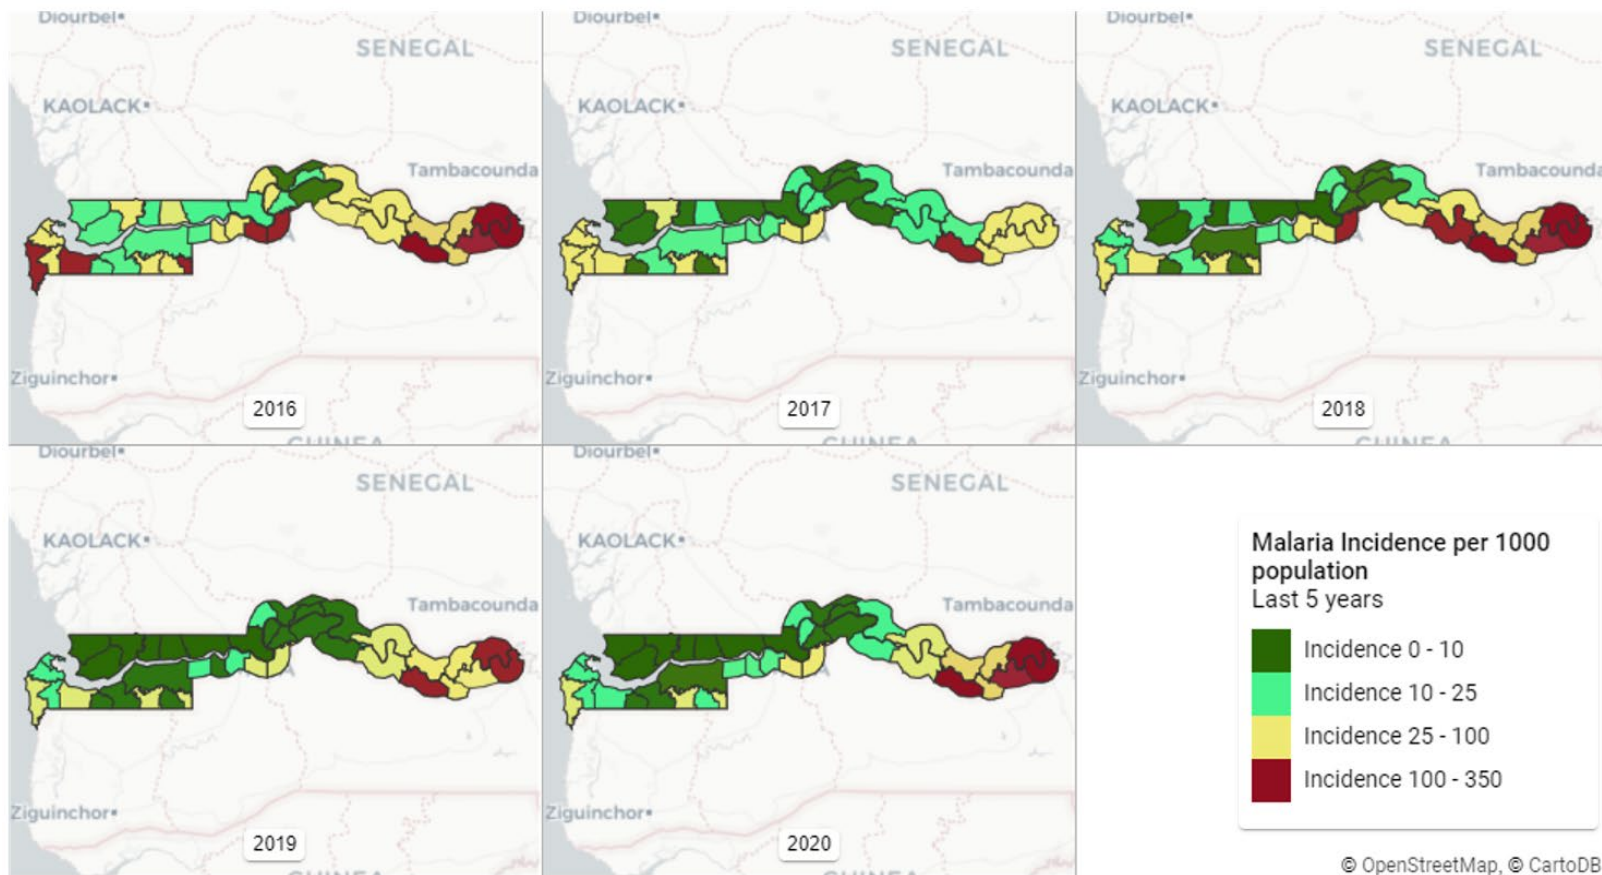 Diourbel
SENEGAL
KAOLACK
Tambacounda
Ziguinchor
2016
Diourbel
SENEGAL
KAOLACK
Tambacounda
Ziguinchor
2017
Diourbel
SENEGAL
KAOLACK
Tambacounda
Ziguinchor
2018
Diourbel
SENEGAL
KAOLACK
Tambacounda
Ziguinchor
2019
Diourbel
SENEGAL
KAOLACK
Tambacounda
Ziguinchor
2020
Malaria Incidence per 1000
population
Last 5 years
Incidence 0 - 10
Incidence 10 - 25
Incidence 25 - 100
Incidence 100 - 350
© OpenStreetMap, © CartoDB